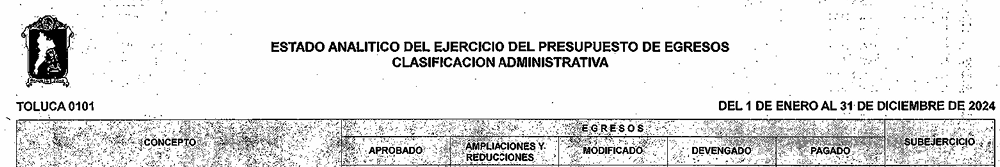 ESTADO ANALITICO DEL EJERCICIO DEL PRESUPUESTO DE EGRESOS
CLASIFICACION ADMINISTRATIVA
TOLUCA 0101
DEL 1 DE ENERO AL 31 DE DICIEMBRE DE 2024
CONCEPTO
EGRESOS
SUBEJERCICIO
APROBADO
AMPLIACIONES Y
REDUCCIONES
MODIFICADO
DEVENGADO
PAGADO